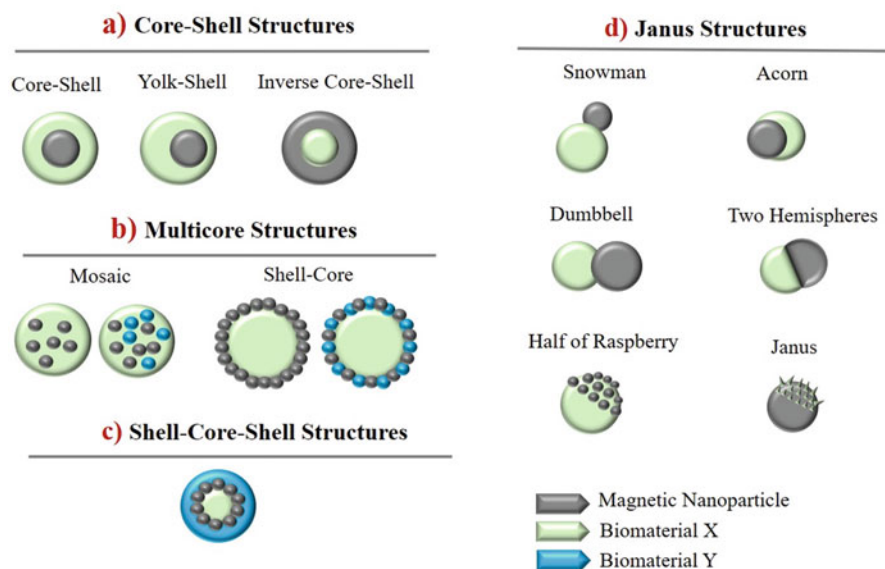 a) Core-Shell Structures
Core-Shell
Yolk-Shell
Inverse Core-Shell
b) Multicore Structures
Mosaic
Shell-Core
c) Shell-Core-Shell Structures
d) Janus Structures
Snowman
Acorn
Dumbbell
Two Hemispheres
Half of Raspberry
Janus
Magnetic Nanoparticle
Biomaterial X
Biomaterial Y